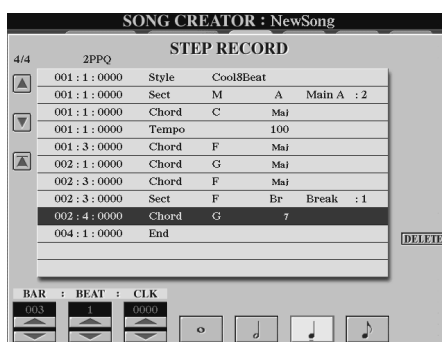 SONG CREATOR : NewSong
STEP RECORD
4/4 2PPQ
001 : 1 : 0000 Style Cool8Beat
001 : 1 : 0000 Sect M A Main A : 2
001 : 1 : 0000 Chord C Maj
001 : 1 : 0000 Tempo 100
001 : 3 : 0000 Chord F Maj
002 : 1 : 0000 Chord G Maj
002 : 3 : 0000 Chord F Maj
002 : 3 : 0000 Sect F Br Break : 1
002 : 4 : 0000 Chord G 7
004 : 1 : 0000 End
DELETE
BAR : BEAT : CLK
003 1 0000